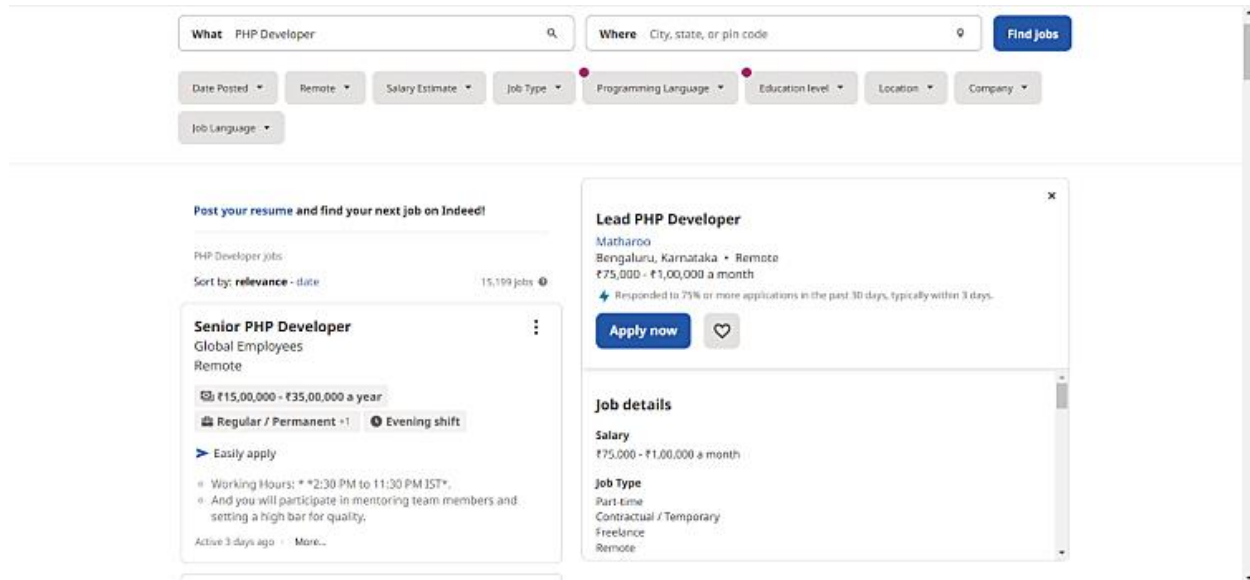 What PHP Developer
Where City, state, or pin code
Find jobs
Date Posted
Remote
Salary Estimate
Job Type
Programming Language
Education level
Location
Company
Job Language
Post your resume and find your next job on Indeed!
PHP Developer jobs
Sort by: relevance - date
15,199 jobs
Senior PHP Developer
Global Employees
Remote
₹15,00,000 - ₹35,00,000 a year
Regular / Permanent +1
Evening shift
Easily apply
Working Hours: * *2:30 PM to 11:30 PM IST*.
And you will participate in mentoring team members and
setting a high bar for quality.
Active 3 days ago · More...
Lead PHP Developer
Matharoo
Bengaluru, Karnataka • Remote
₹75,000 - ₹1,00,000 a month
Responded to 75% or more applications in the past 30 days, typically within 3 days.
Apply now
Job details
Salary
₹75,000 - ₹1,00,000 a month
Job Type
Part-time
Contractual / Temporary
Freelance
Remote